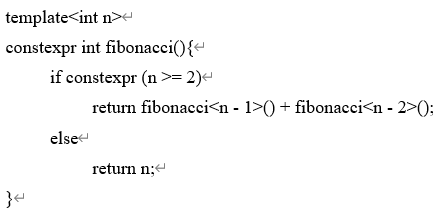 template<int n>↵
constexpr int fibonacci(){↵
if constexpr (n >= 2)↵
return fibonacci<n - 1>() + fibonacci<n - 2>();
else↵
return n;↵
}↵